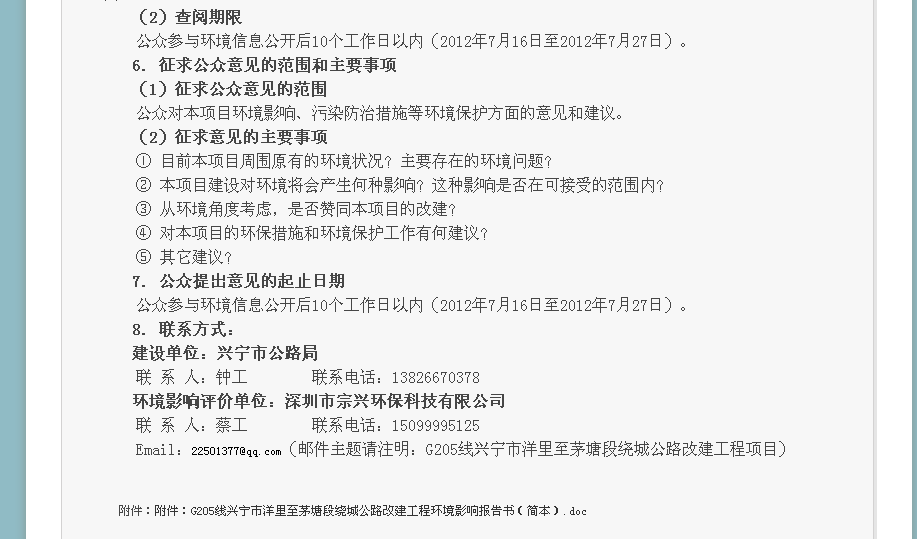 （2）查阅期限
公众参与环境信息公开后10个工作日以内（2012年7月16日至2012年7月27日）。
6. 征求公众意见的范围和主要事项
（1）征求公众意见的范围
公众对本项目环境影响、污染防治措施等环境保护方面的意见和建议。
（2）征求意见的主要事项
① 目前本项目周围原有的环境状况？主要存在的环境问题？
② 本项目建设对环境将会产生何种影响？这种影响是否在可接受的范围内？
③ 从环境角度考虑，是否赞同本项目的改建？
④ 对本项目的环保措施和环境保护工作有何建议？
⑤ 其它建议？
7. 公众提出意见的起止日期
公众参与环境信息公开后10个工作日以内（2012年7月16日至2012年7月27日）。
8. 联系方式：
建设单位：兴宁市公路局
联 系 人：钟工　　　　联系电话：13826670378
环境影响评价单位：深圳市宗兴环保科技有限公司
联 系 人：蔡工　　　　联系电话：15099995125
Email：22501377@qq.com（邮件主题请注明：G205线兴宁市洋里至茅塘段绕城公路改建工程项目）
附件：附件：G205线兴宁市洋里至茅塘段绕城公路改建工程环境影响报告书（简本）.doc